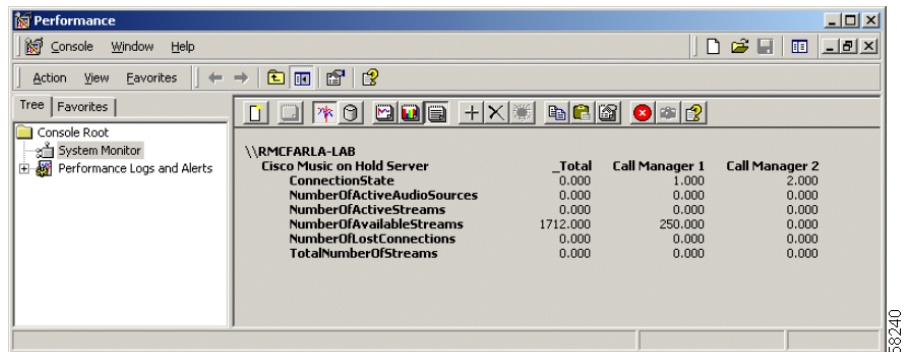 Performance
Console Window Help
Action View Favorites
Tree Favorites
Console Root
System Monitor
Performance Logs and Alerts
\\RMCFARLA-LAB
Cisco Music on Hold Server _Total Call Manager 1 Call Manager 2
ConnectionState 0.000 1.000 2.000
NumberOfActiveAudioSources 0.000 0.000 0.000
NumberOfActiveStreams 0.000 0.000 0.000
NumberOfAvailableStreams 1712.000 250.000 0.000
NumberOfLostConnections 0.000 0.000 0.000
TotalNumberOfStreams 0.000 0.000 0.000
58240